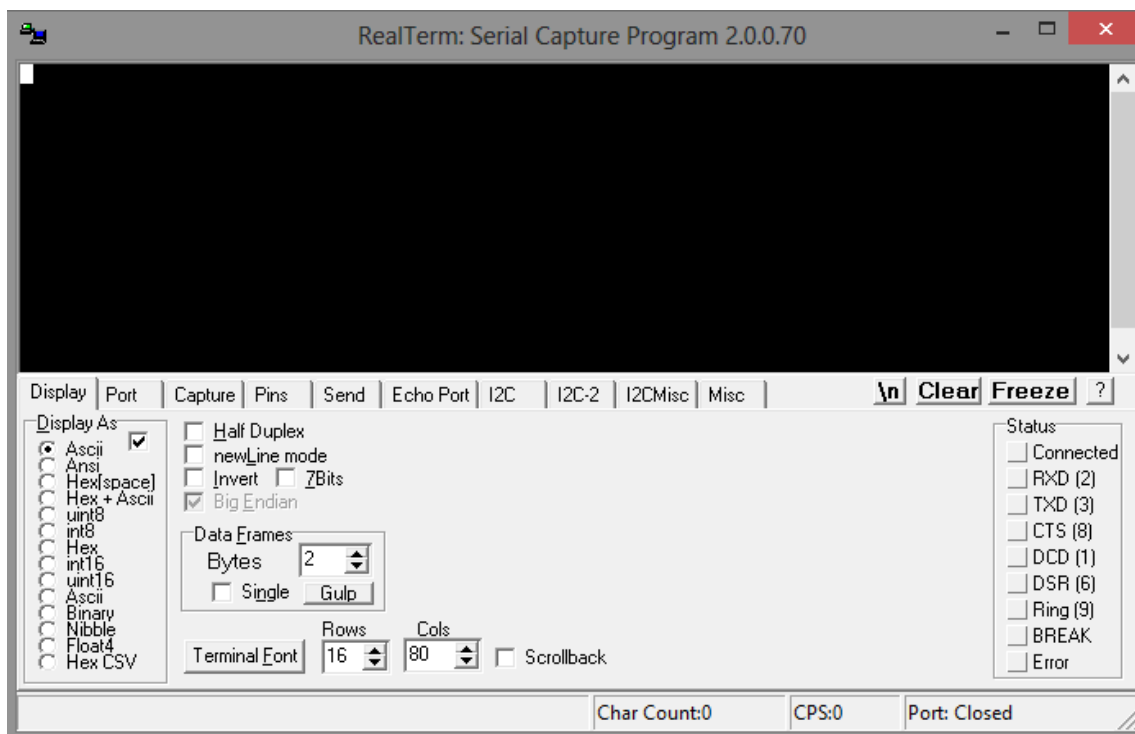 RealTerm: Serial Capture Program 2.0.0.70
Display Port Capture Pins Send Echo Port I2C I2C-2 I2CMisc Misc \n Clear Freeze ?
Display As
Ascii
Ansi
Hex[space]
Hex + Ascii
uint8
int8
Hex
int16
uint16
Ascii
Binary
Nibble
Float4
Hex CSV
Half Duplex
newLine mode
Invert 7Bits
Big Endian
Data Frames
Bytes 2
Single Gulp
Rows Cols
Terminal Font 16 80 Scrollback
Status
Connected
RXD (2)
TXD (3)
CTS (8)
DCD (1)
DSR (6)
Ring (9)
BREAK
Error
Char Count:0 CPS:0 Port: Closed